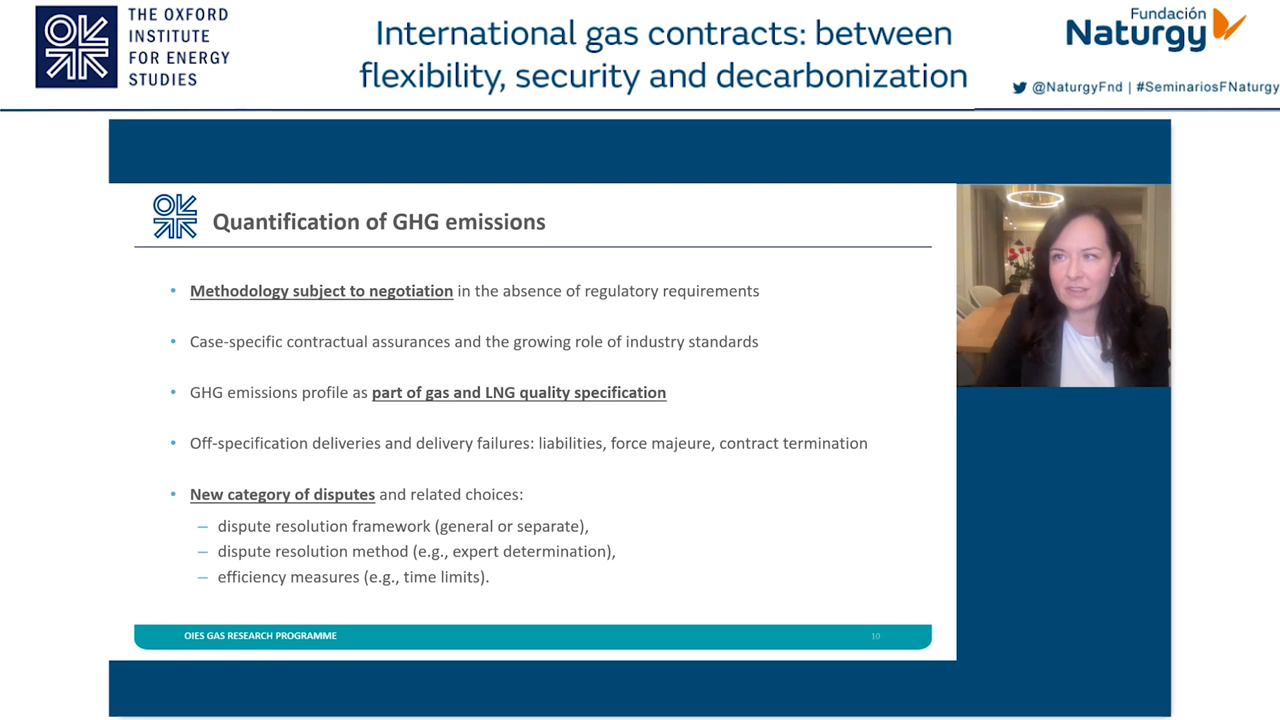 THE OXFORD
INSTITUTE
FOR ENERGY
STUDIES
International gas contracts: between
flexibility, security and decarbonization
Fundación
Naturgy
@NaturgyFnd | #SeminariosFNaturgy
Quantification of GHG emissions
• Methodology subject to negotiation in the absence of regulatory requirements
• Case-specific contractual assurances and the growing role of industry standards
• GHG emissions profile as part of gas and LNG quality specification
• Off-specification deliveries and delivery failures: liabilities, force majeure, contract termination
• New category of disputes and related choices:
– dispute resolution framework (general or separate),
– dispute resolution method (e.g., expert determination),
– efficiency measures (e.g., time limits).
OIES GAS RESEARCH PROGRAMME
10